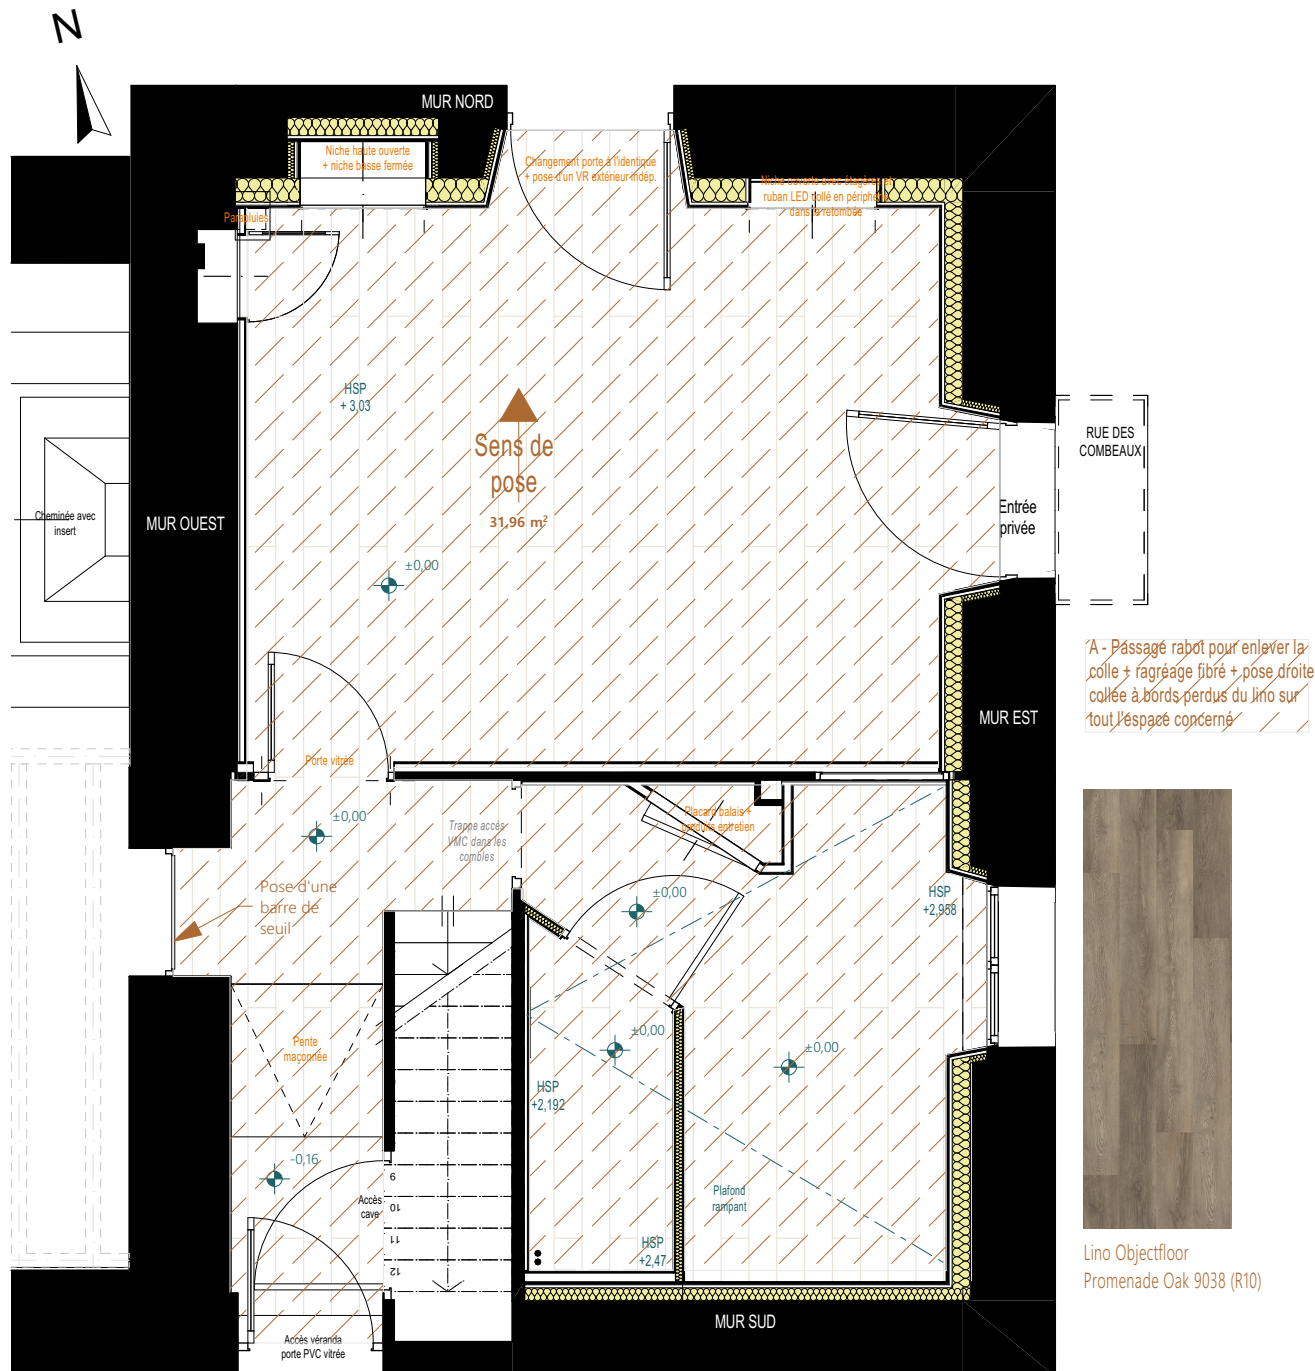 N
MUR NORD
Niche haute ouverte
+ niche basse fermée
Changement porte à l'identique
+ pose d'un VR extérieur indép.
Niche ouverte avec étagères et
ruban LED collé en périphérie
dans la retombée
Parapluies
HSP
+ 3,03
Sens de
pose
31,96 m²
RUE DES
COMBEAUX
Cheminée avec
insert
MUR OUEST
Entrée
privée
±0,00
A - Passage rabot pour enlever la
colle + ragréage fibré + pose droite
collée à bords perdus du lino sur
tout l'espace concerné
MUR EST
Porte vitrée
±0,00
Trappe accès
VMC dans les
combles
Placard balais +
produits entretien
Pose d'une
barre de
seuil
±0,00
HSP
+2,958
Pente
maçonnée
±0,00
±0,00
HSP
+2,192
-0,16
Accès
cave
9
10
11
12
Plafond
rampant
HSP
+2,47
Lino Objectfloor
Promenade Oak 9038 (R10)
MUR SUD
Accès véranda
porte PVC vitrée